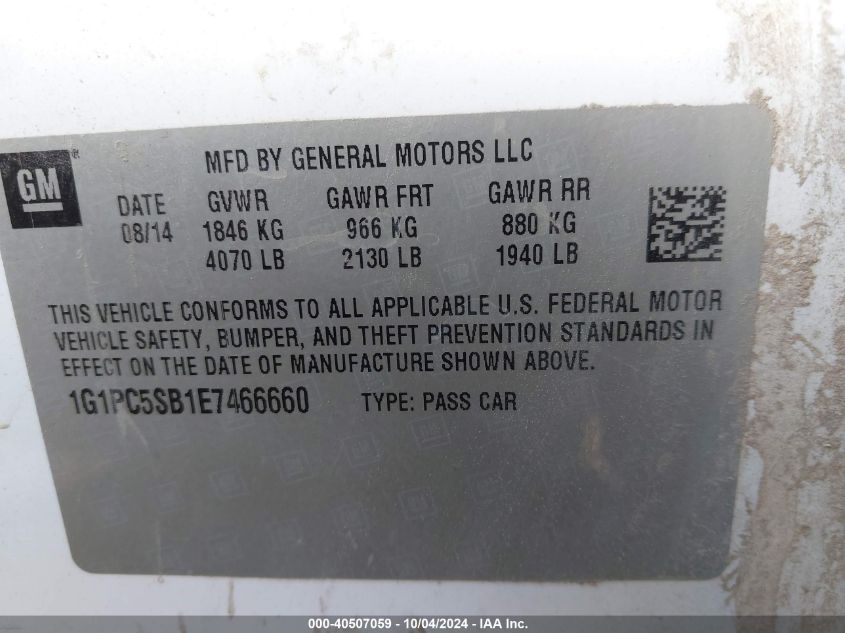 GM
MFD BY GENERAL MOTORS LLC
DATE GVWR GAWR FRT GAWR RR
08/14 1846 KG 966 KG 880 KG
4070 LB 2130 LB 1940 LB
THIS VEHICLE CONFORMS TO ALL APPLICABLE U.S. FEDERAL MOTOR
VEHICLE SAFETY, BUMPER, AND THEFT PREVENTION STANDARDS IN
EFFECT ON THE DATE OF MANUFACTURE SHOWN ABOVE.
1G1PC5SB1E7466660 TYPE: PASS CAR
000-40507059 - 10/04/2024 - IAA Inc.